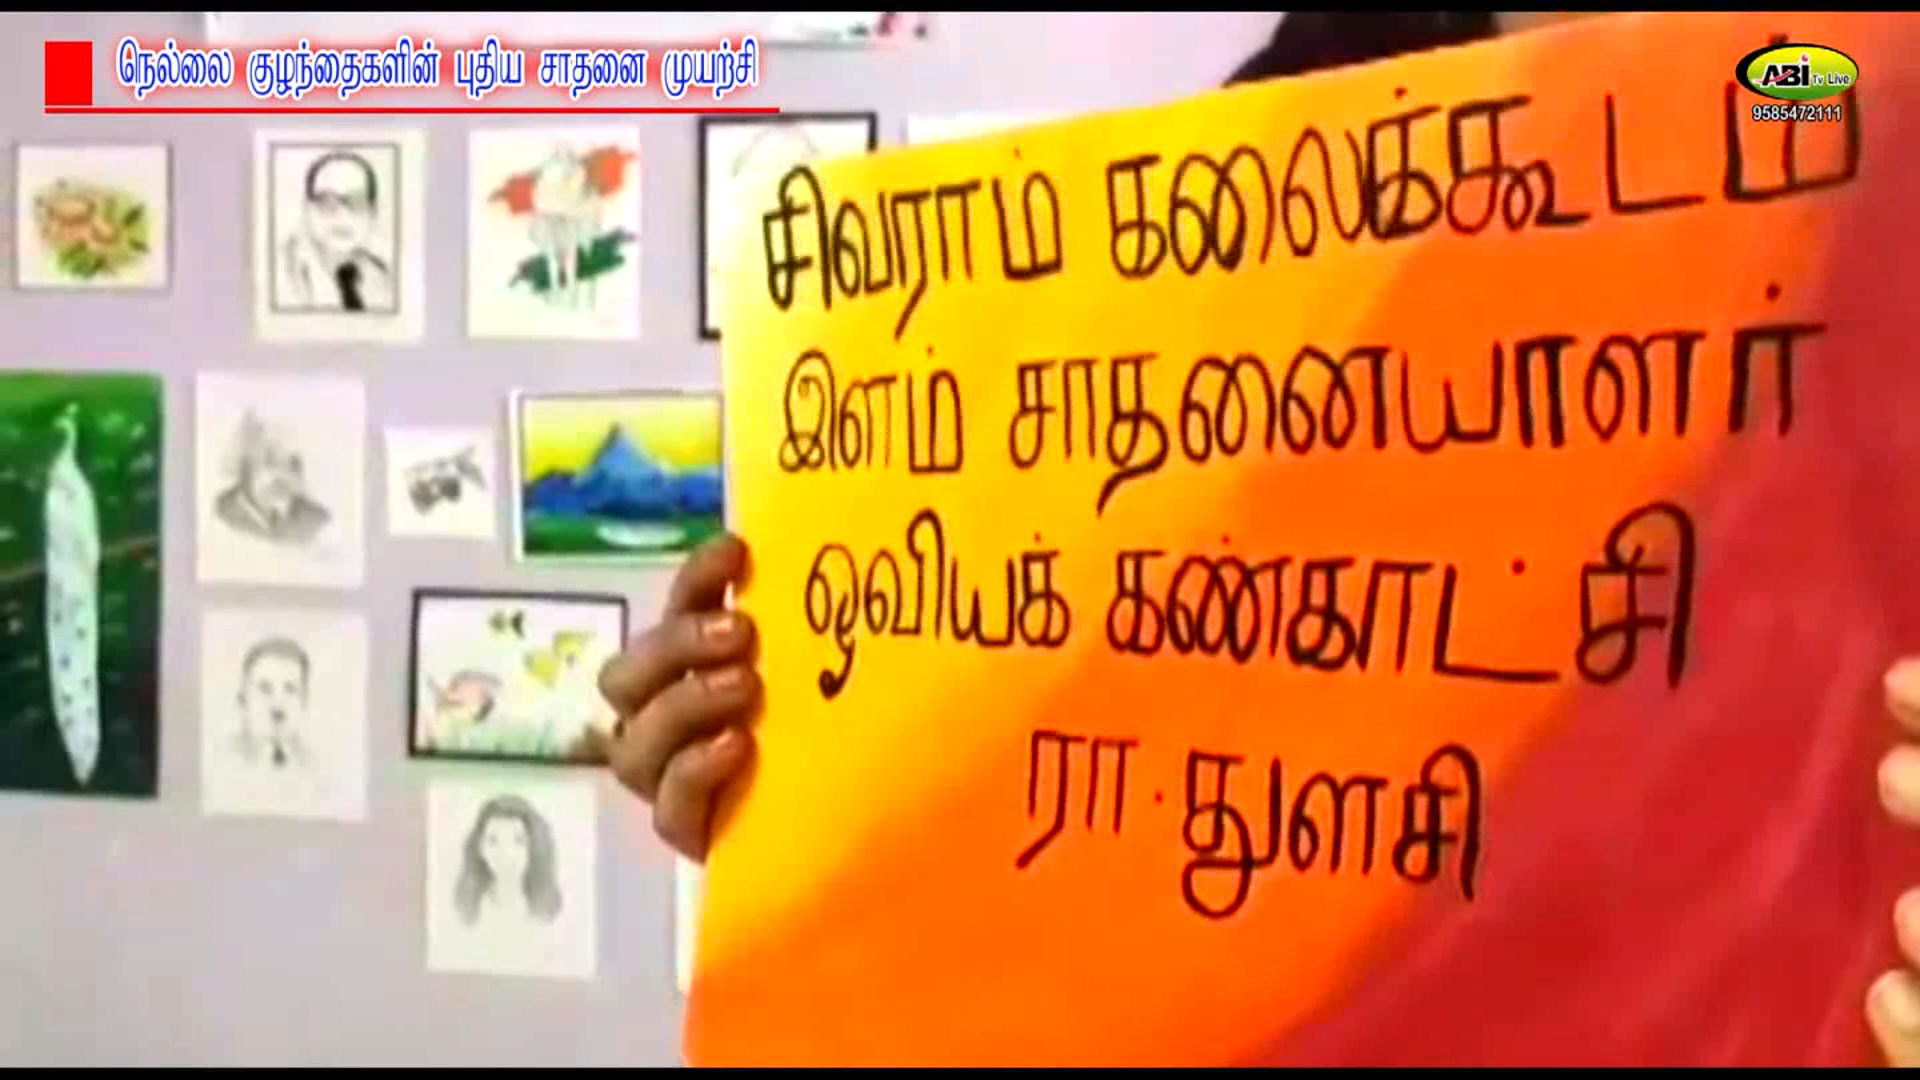 நெல்லை குழந்தைகளின் புதிய சாதனை முயற்சி
ABi Tv Live
9585472111
சிவராம் கலைக்கூடம்
இளம் சாதனையாளர்
ஓவியக் கண்காட்சி
ரா. துளசி